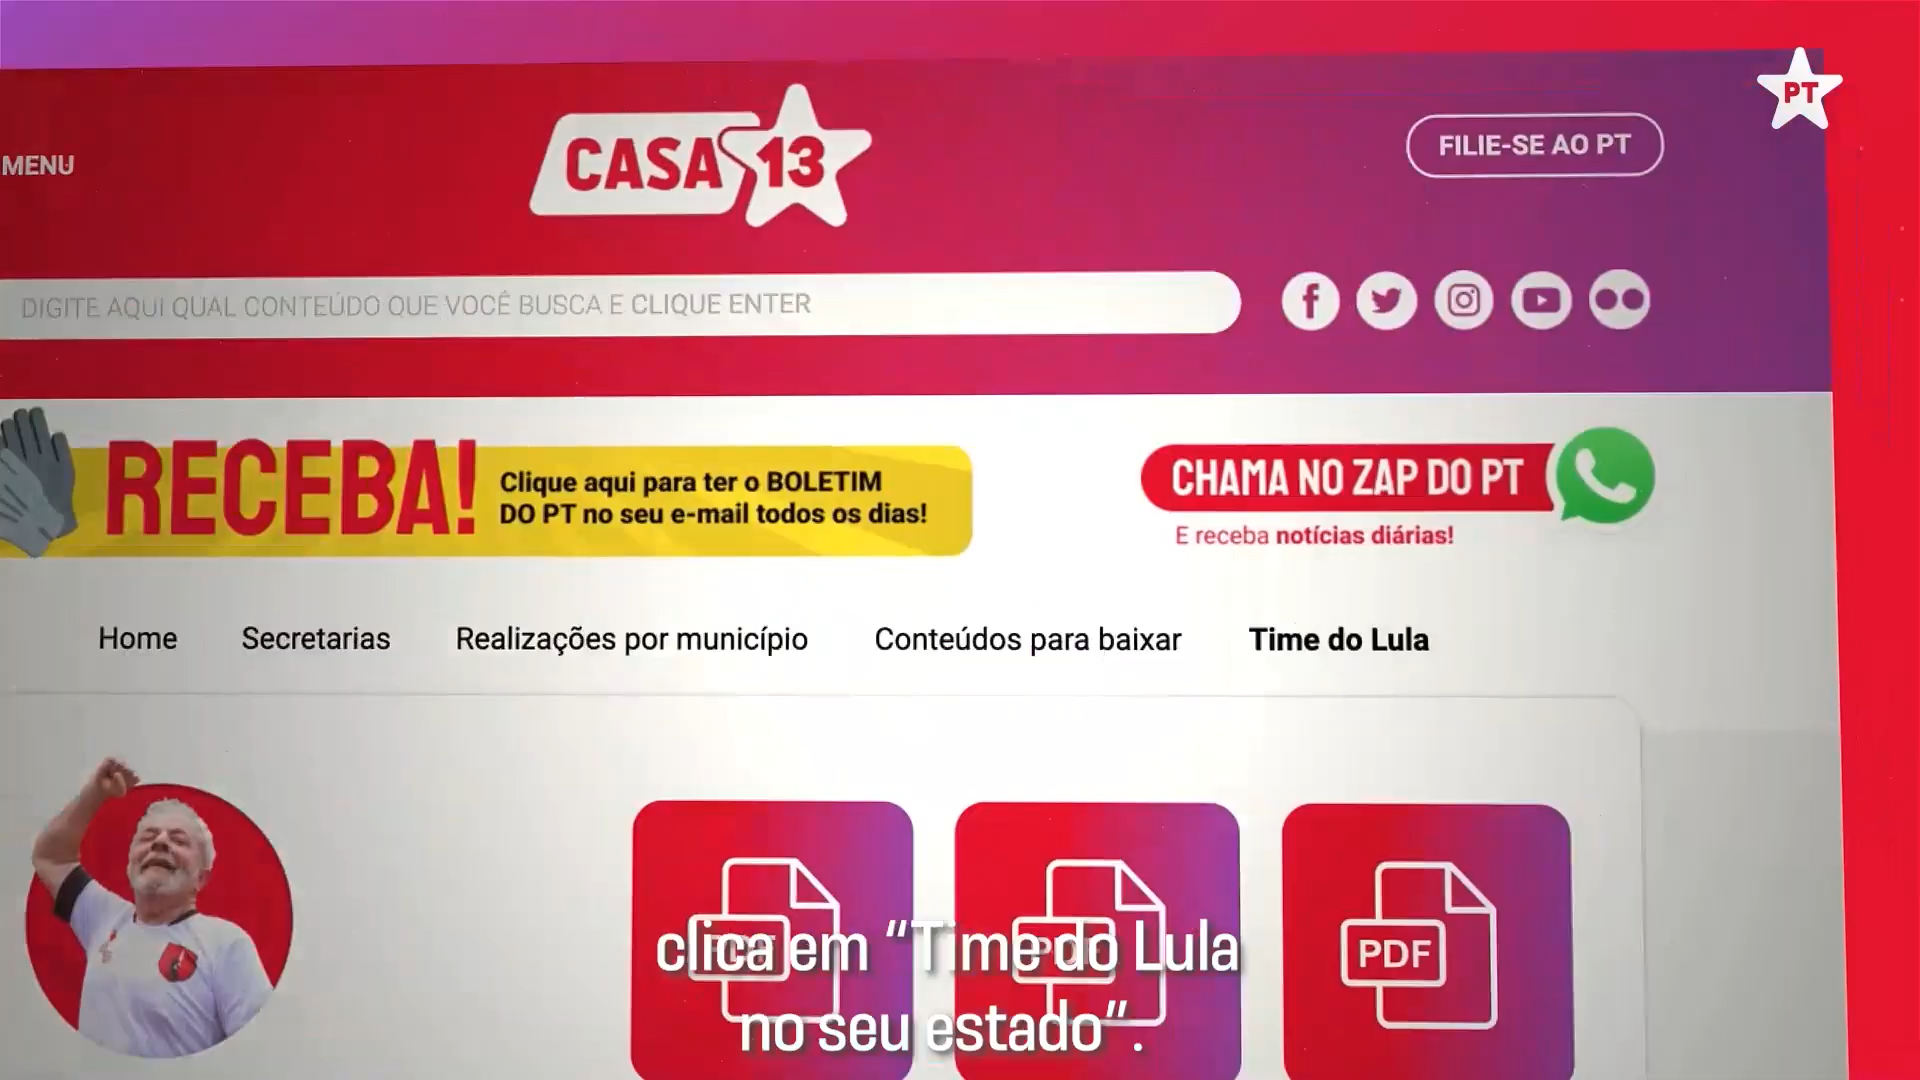 PT
MENU
CASA 13
FILIE-SE AO PT
DIGITE AQUI QUAL CONTEÚDO QUE VOCÊ BUSCA E CLIQUE ENTER
RECEBA!
Clique aqui para ter o BOLETIM
DO PT no seu e-mail todos os dias!
CHAMA NO ZAP DO PT
E receba notícias diárias!
Home
Secretarias
Realizações por município
Conteúdos para baixar
Time do Lula
PDF
PDF
PDF
clica em “Time do Lula
no seu estado”.